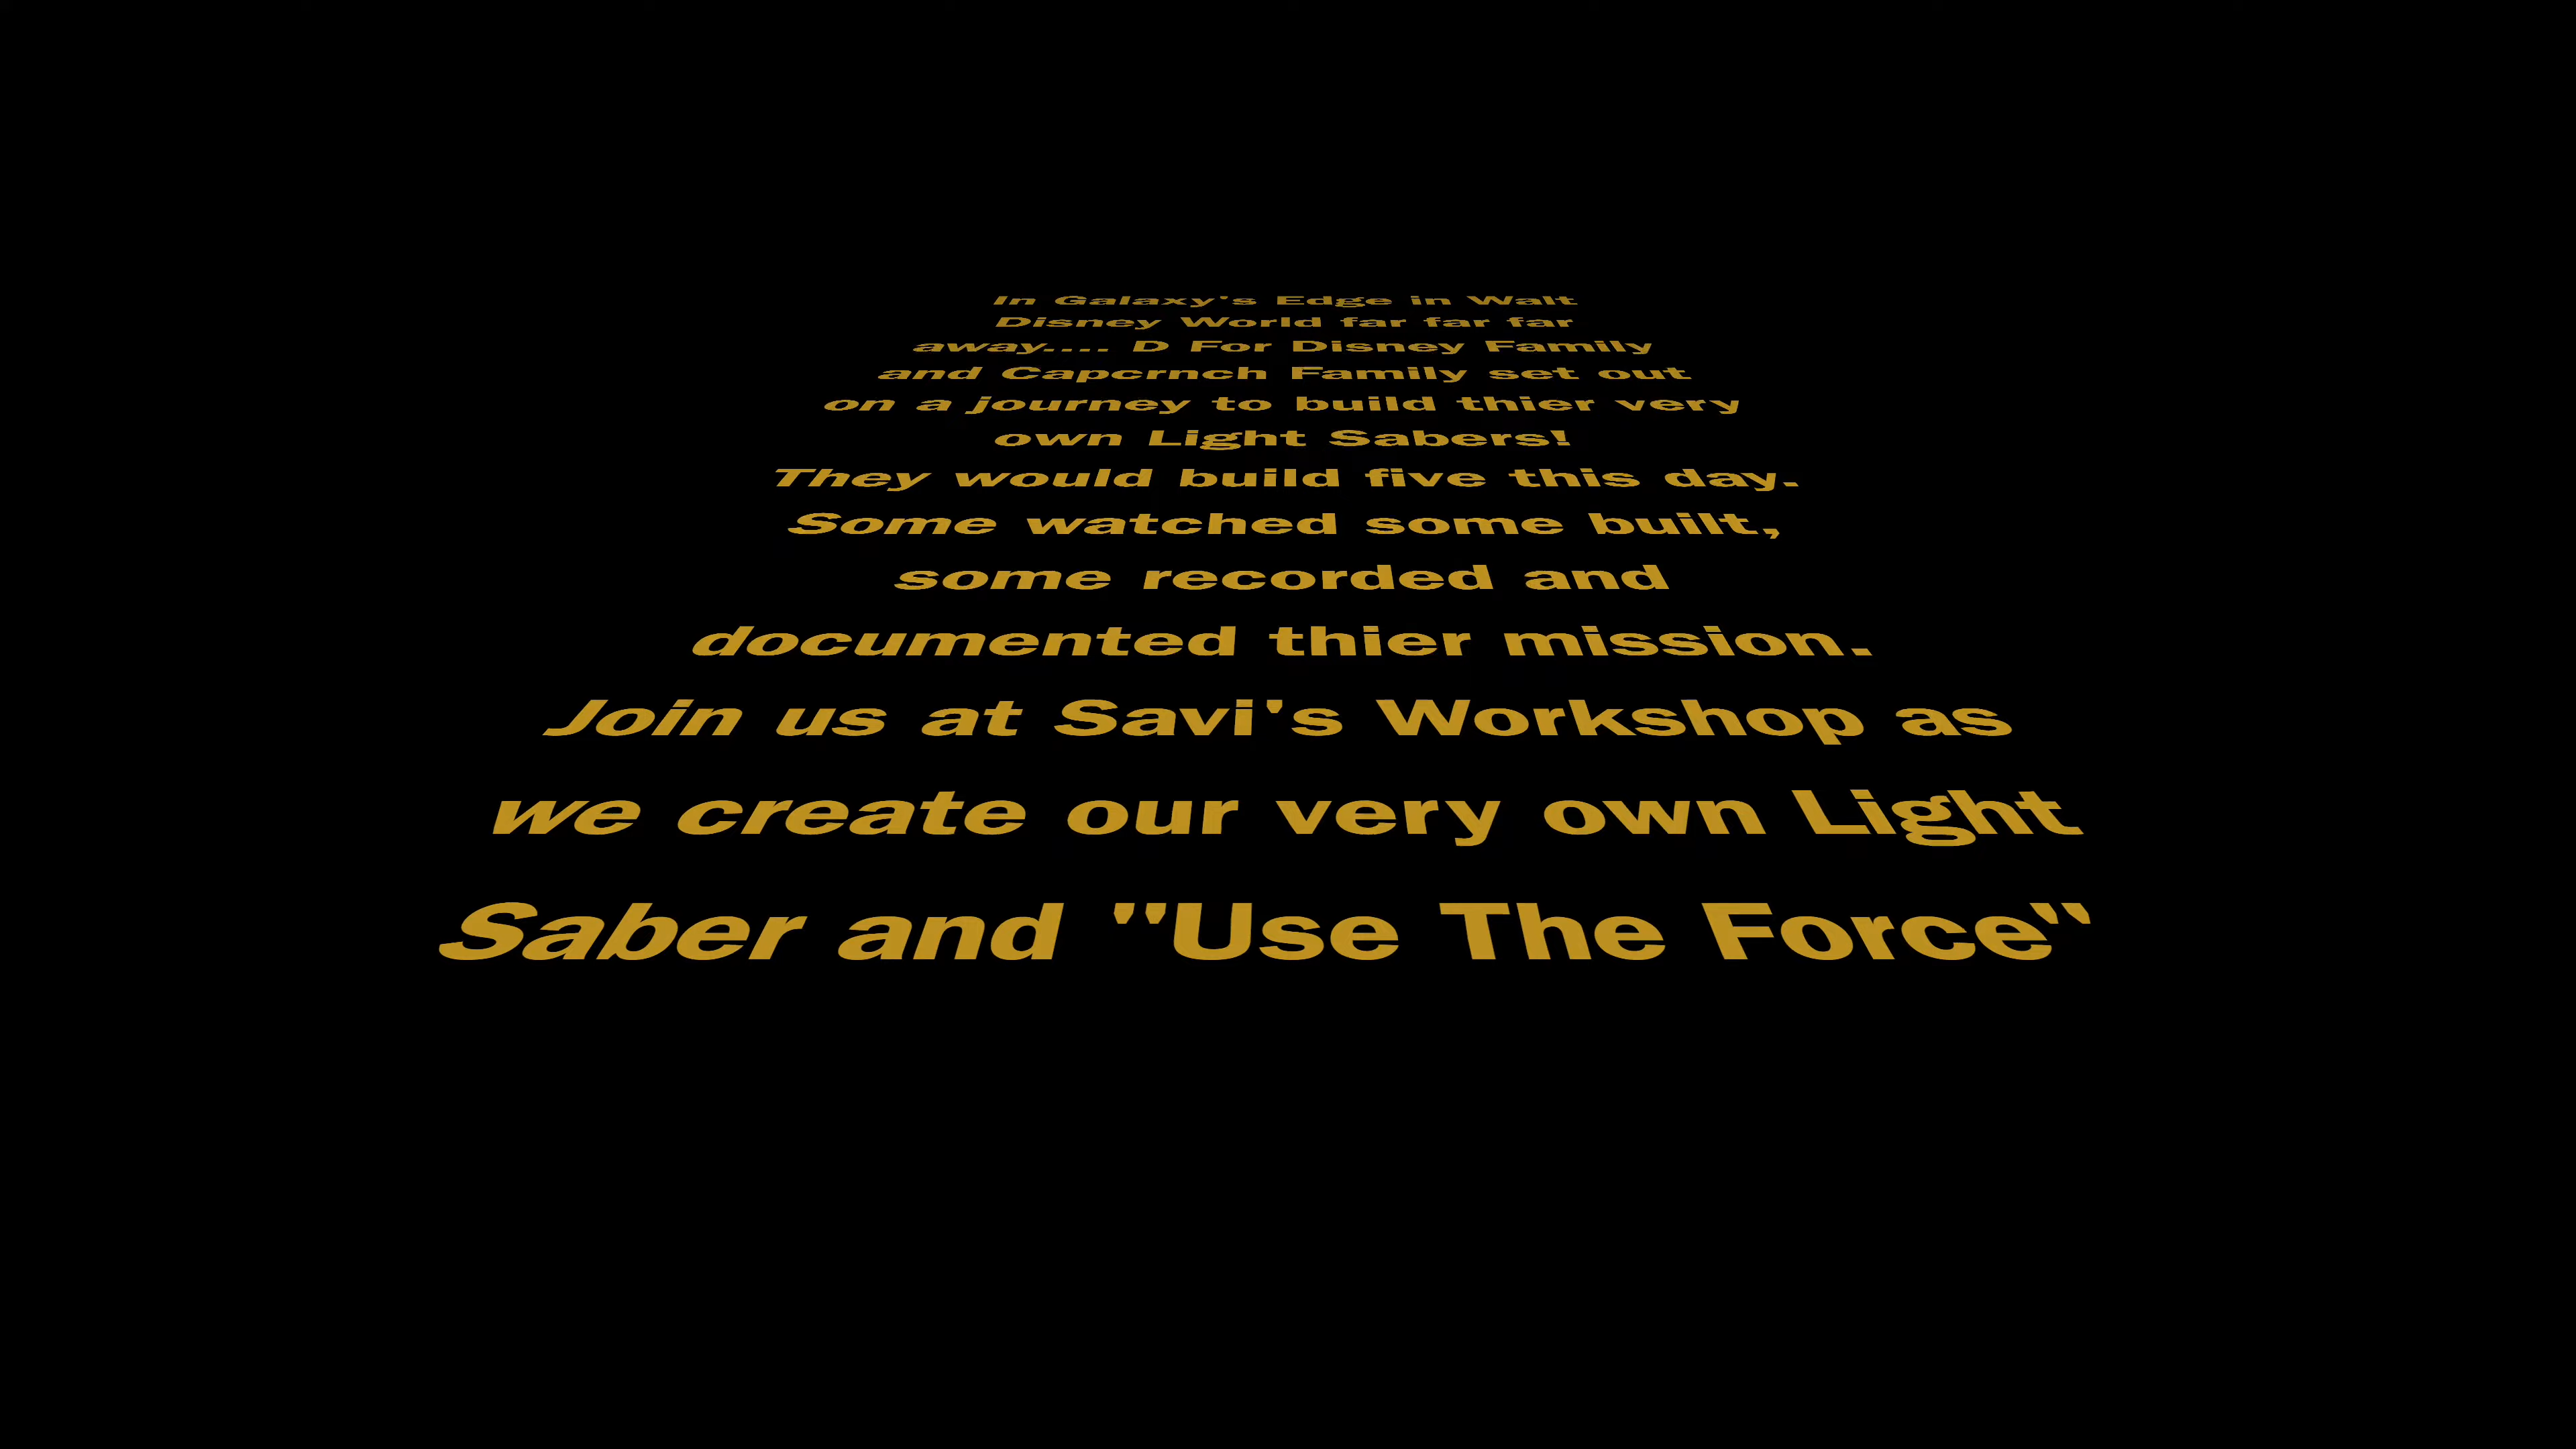 In Galaxy's Edge in Walt
Disney World far far far
away.... D For Disney Family
and Capcrnch Family set out
on a journey to build thier very
own Light Sabers!
They would build five this day.
Some watched some built,
some recorded and
documented thier mission.
Join us at Savi's Workshop as
we create our very own Light
Saber and "Use The Force"